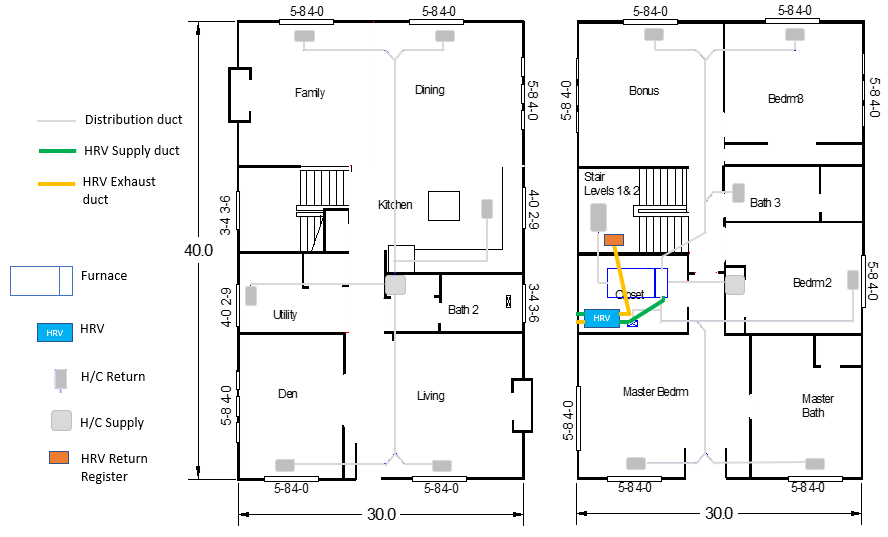 5-8 4-0
5-8 4-0
5-8 4-0
5-8 4-0
Family
Dining
5-8 4-0
Bonus
Bedrm3
5-8 4-0
5-8 4-0
Distribution duct
HRV Supply duct
HRV Exhaust
duct
Stair
Levels 1 & 2
3-4 3-6
Kitchen
4-0 2-9
Bath 3
40.0
Furnace
HRV
HRV
H/C Return
H/C Supply
HRV Return
Register
4-0 2-9
Utility
Bath 2
3-4 3-6
Closet
HRV
Bedrm2
5-8 4-0
5-8 4-0
Den
Living
5-8 4-0
Master Bedrm
Master
Bath
5-8 4-0
5-8 4-0
5-8 4-0
5-8 4-0
30.0
30.0